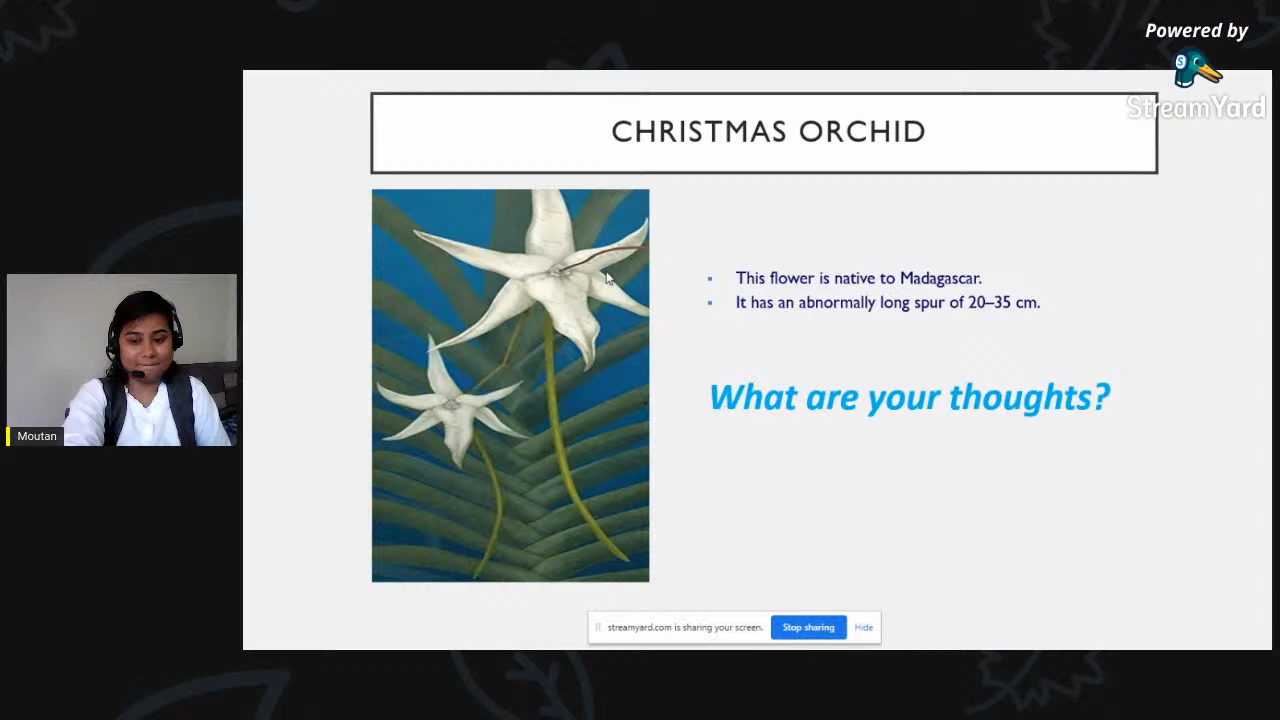 Powered by
StreamYard
CHRISTMAS ORCHID
This flower is native to Madagascar.
It has an abnormally long spur of 20–35 cm.
What are your thoughts?
Moutan
streamyard.com is sharing your screen. Stop sharing Hide